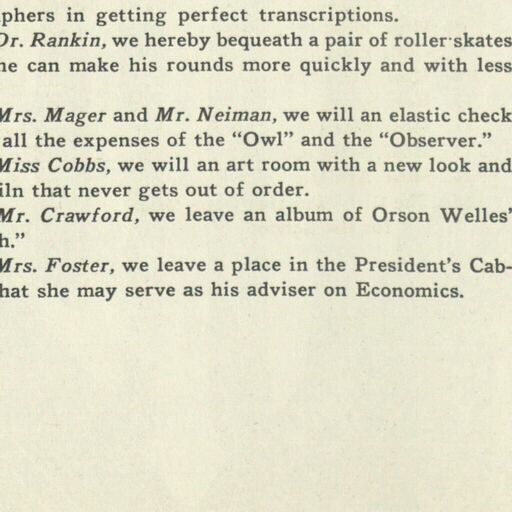 phers in getting perfect transcriptions.
Dr. Rankin, we hereby bequeath a pair of roller skates
he can make his rounds more quickly and with less
Mrs. Mager and Mr. Neiman, we will an elastic check
all the expenses of the “Owl” and the “Observer.”
Miss Cobbs, we will an art room with a new look and
iln that never gets out of order.
Mr. Crawford, we leave an album of Orson Welles’
h.”
Mrs. Foster, we leave a place in the President’s Cab-
hat she may serve as his adviser on Economics.